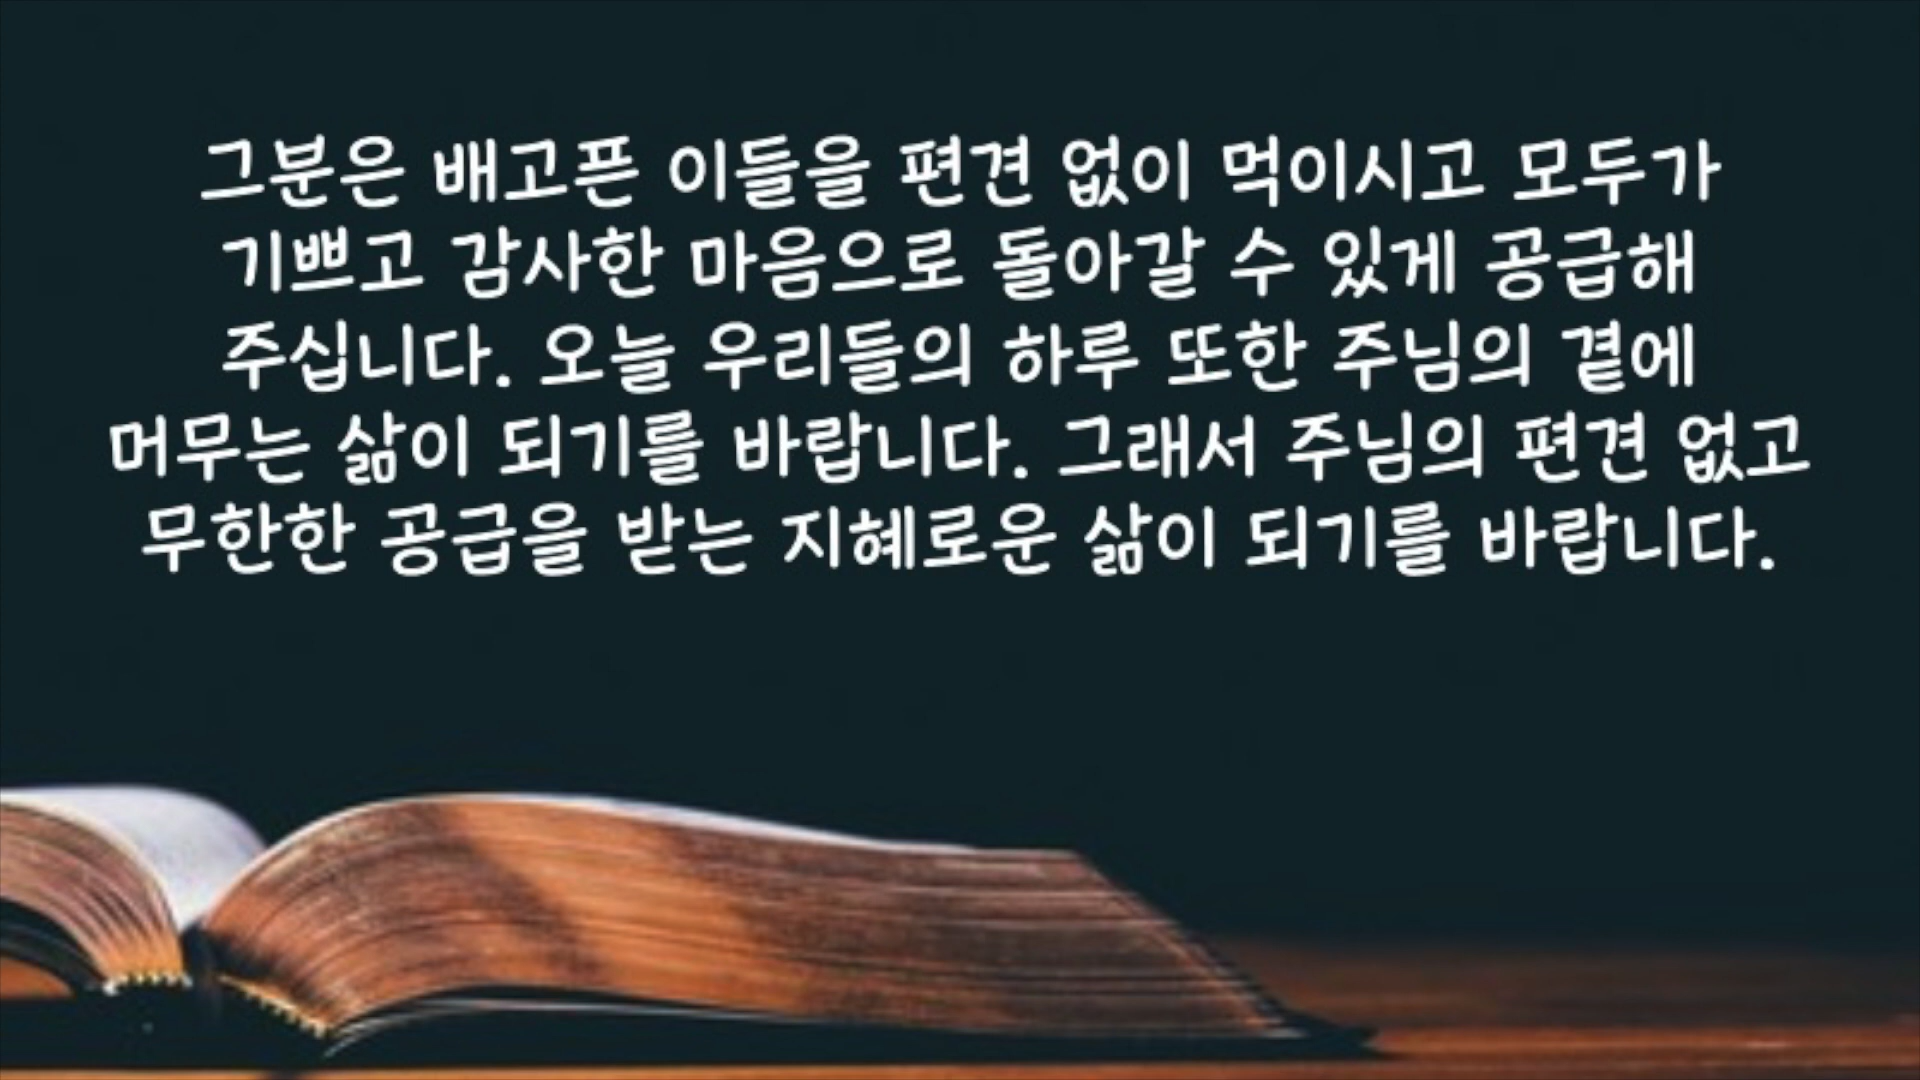 그분은 배고픈 이들을 편견 없이 먹이시고 모두가
기쁘고 감사한 마음으로 돌아갈 수 있게 공급해
주십니다. 오늘 우리들의 하루 또한 주님의 곁에
머무는 삶이 되기를 바랍니다. 그래서 주님의 편견 없고
무한한 공급을 받는 지혜로운 삶이 되기를 바랍니다.